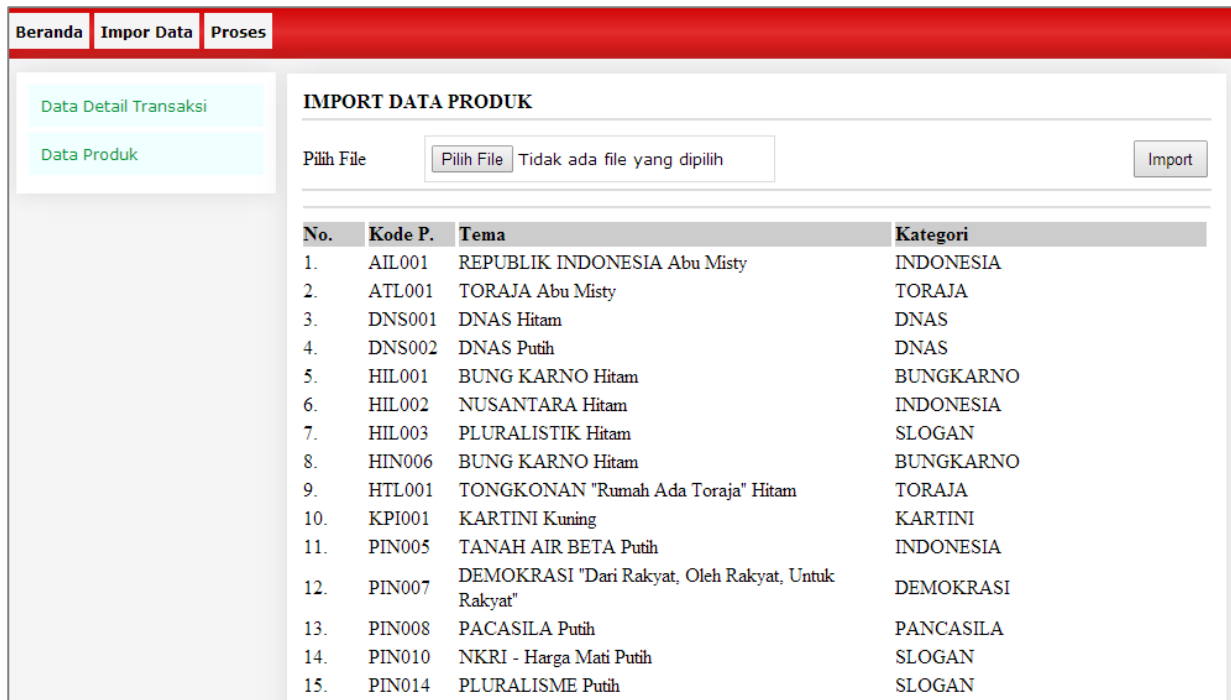 Beranda Impor Data Proses
Data Detail Transaksi
Data Produk
IMPORT DATA PRODUK
Pilih File Pilih File Tidak ada file yang dipilih Import
No. Kode P. Tema Kategori
1. AIL001 REPUBLIK INDONESIA Abu Misty INDONESIA
2. ATL001 TORAJA Abu Misty TORAJA
3. DNS001 DNAS Hitam DNAS
4. DNS002 DNAS Putih DNAS
5. HIL001 BUNG KARNO Hitam BUNGKARNO
6. HIL002 NUSANTARA Hitam INDONESIA
7. HIL003 PLURALISTIK Hitam SLOGAN
8. HIN006 BUNG KARNO Hitam BUNGKARNO
9. HTL001 TONGKONAN "Rumah Ada Toraja" Hitam TORAJA
10. KPI001 KARTINI Kuning KARTINI
11. PIN005 TANAH AIR BETA Putih INDONESIA
12. PIN007 DEMOKRASI "Dari Rakyat, Oleh Rakyat, Untuk
Rakyat" DEMOKRASI
13. PIN008 PACASILA Putih PANCASILA
14. PIN010 NKRI - Harga Mati Putih SLOGAN
15. PIN014 PLURALISME Putih SLOGAN